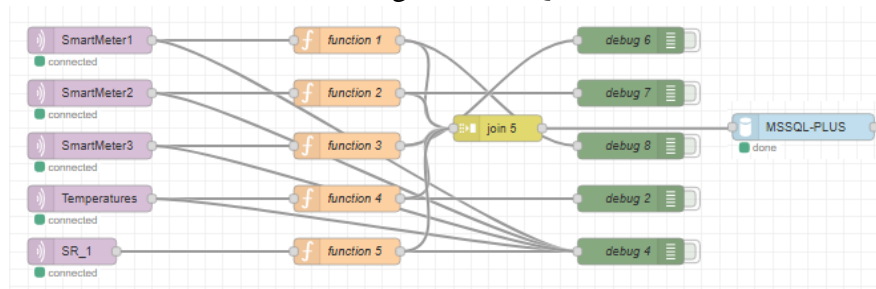 SmartMeter1 function 1 debug 6
connected
SmartMeter2 function 2 debug 7
connected
join 5 MSSQL-PLUS
SmartMeter3 function 3 debug 8 done
connected
Temperatures function 4 debug 2
connected
SR_1 function 5 debug 4
connected